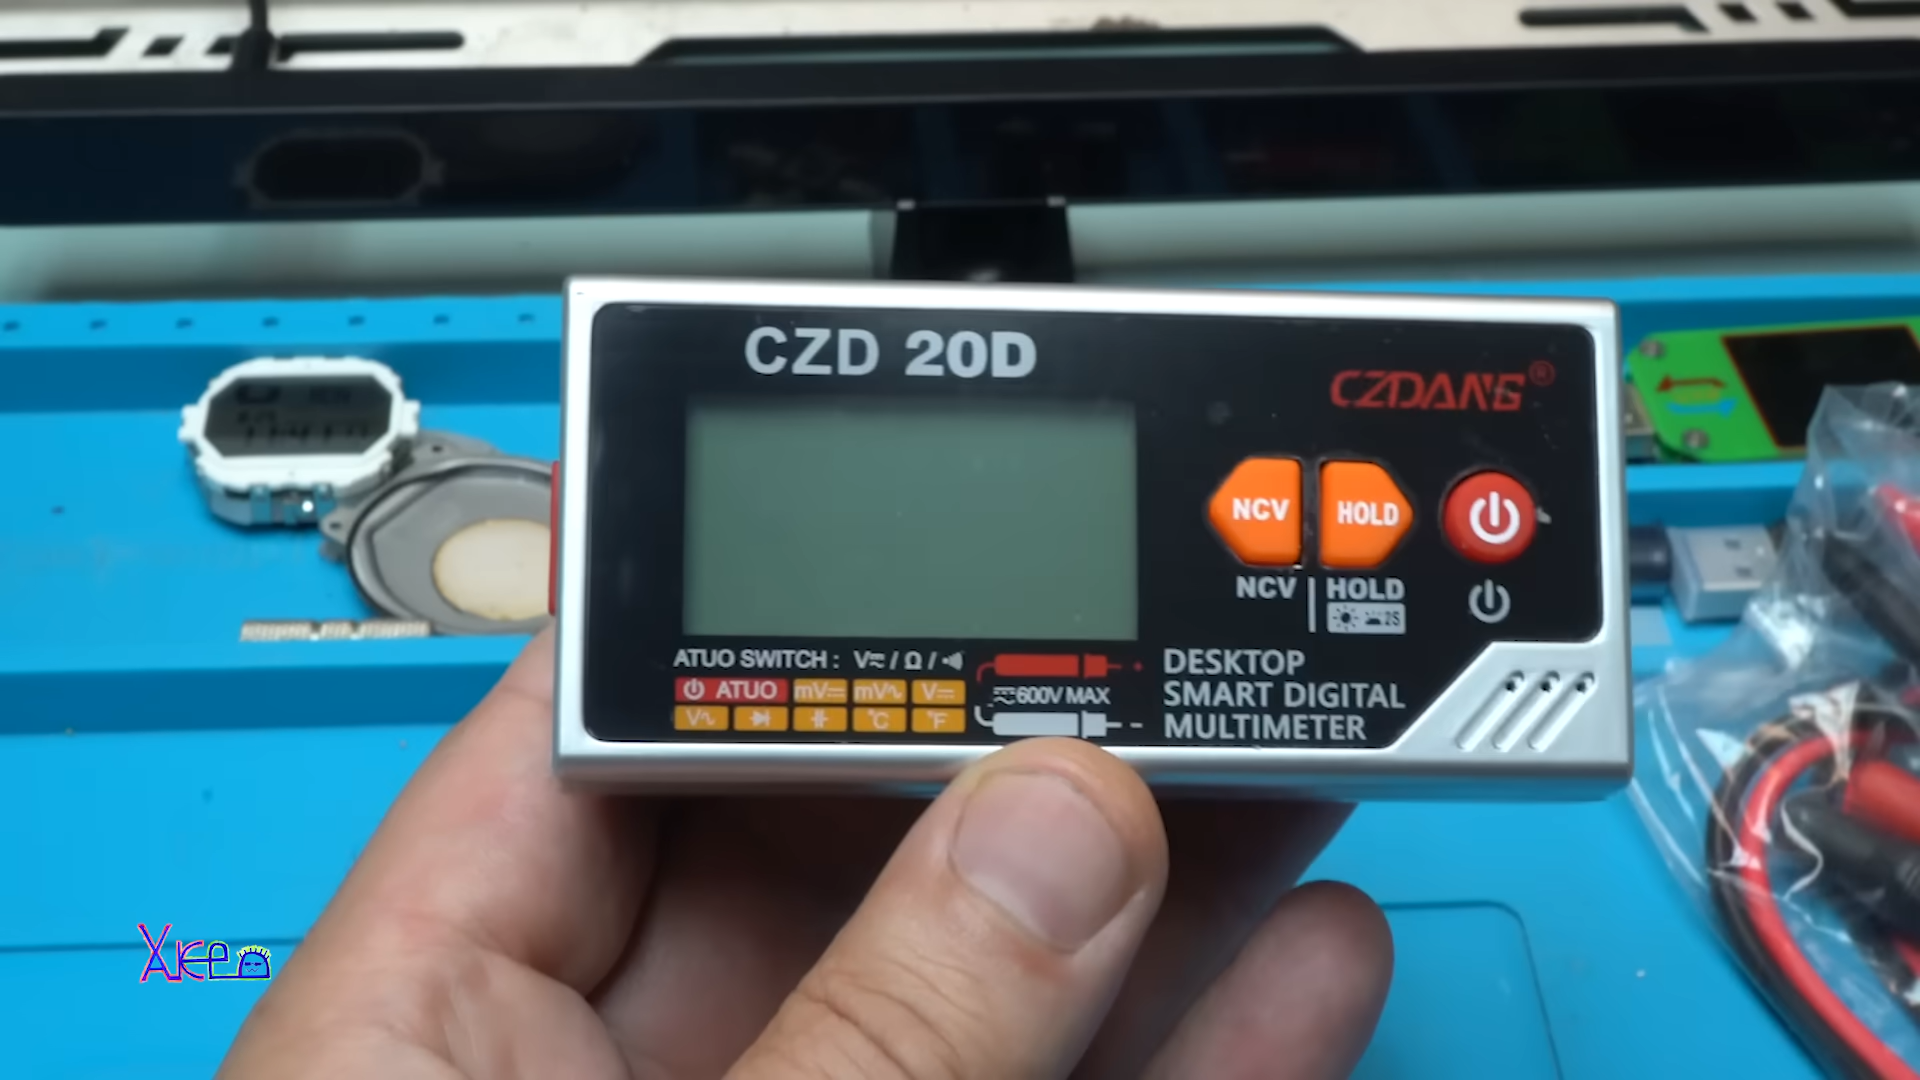 CZD 20D
CZDANG®
NCV
HOLD
NCV
HOLD
2S
ATUO SWITCH : V≂ / Ω /
ATUO mV⎓ mV∿ V⎓
V∿ °C °F
≂600V MAX
+
-
DESKTOP
SMART DIGITAL
MULTIMETER